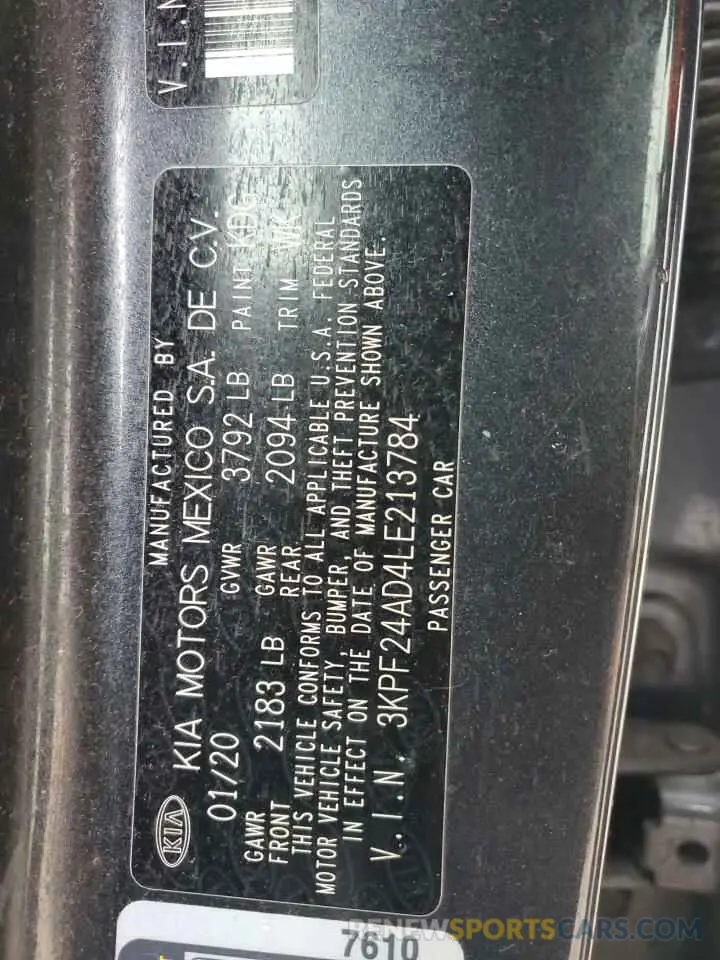 V.I.N
MANUFACTURED BY
KIA KIA MOTORS MEXICO S.A. DE C.V.
01/20 GVWR 3792 LB PAINT KDG
GAWR FRONT 2183 LB GAWR REAR 2094 LB TRIM WK
THIS VEHICLE CONFORMS TO ALL APPLICABLE U.S.A. FEDERAL
MOTOR VEHICLE SAFETY, BUMPER, AND THEFT PREVENTION STANDARDS
IN EFFECT ON THE DATE OF MANUFACTURE SHOWN ABOVE.
V.I.N. 3KPF24AD4LE213784
PASSENGER CAR
7610
RENEWSPORTSCARS.COM